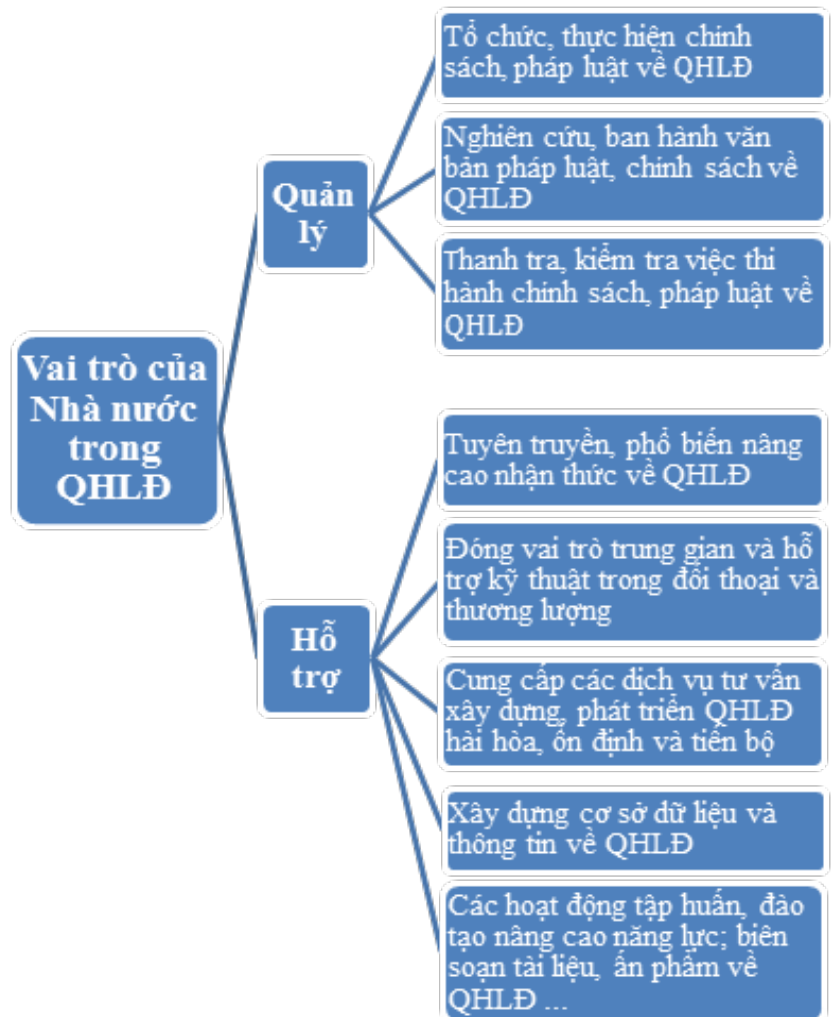 Vai trò của
Nhà nước
trong
QHLĐ
Quản
lý
Tổ chức, thực hiện chính
sách, pháp luật về QHLĐ
Nghiên cứu, ban hành văn
bản pháp luật, chính sách về
QHLĐ
Thanh tra, kiểm tra việc thi
hành chính sách, pháp luật về
QHLĐ
Hỗ
trợ
Tuyên truyền, phổ biến nâng
cao nhận thức về QHLĐ
Đóng vai trò trung gian và hỗ
trợ kỹ thuật trong đối thoại và
thương lượng
Cung cấp các dịch vụ tư vấn
xây dựng, phát triển QHLĐ
hài hòa, ổn định và tiến bộ
Xây dựng cơ sở dữ liệu và
thông tin về QHLĐ
Các hoạt động tập huấn, đào
tạo nâng cao năng lực; biên
soạn tài liệu, ấn phẩm về
QHLĐ ...